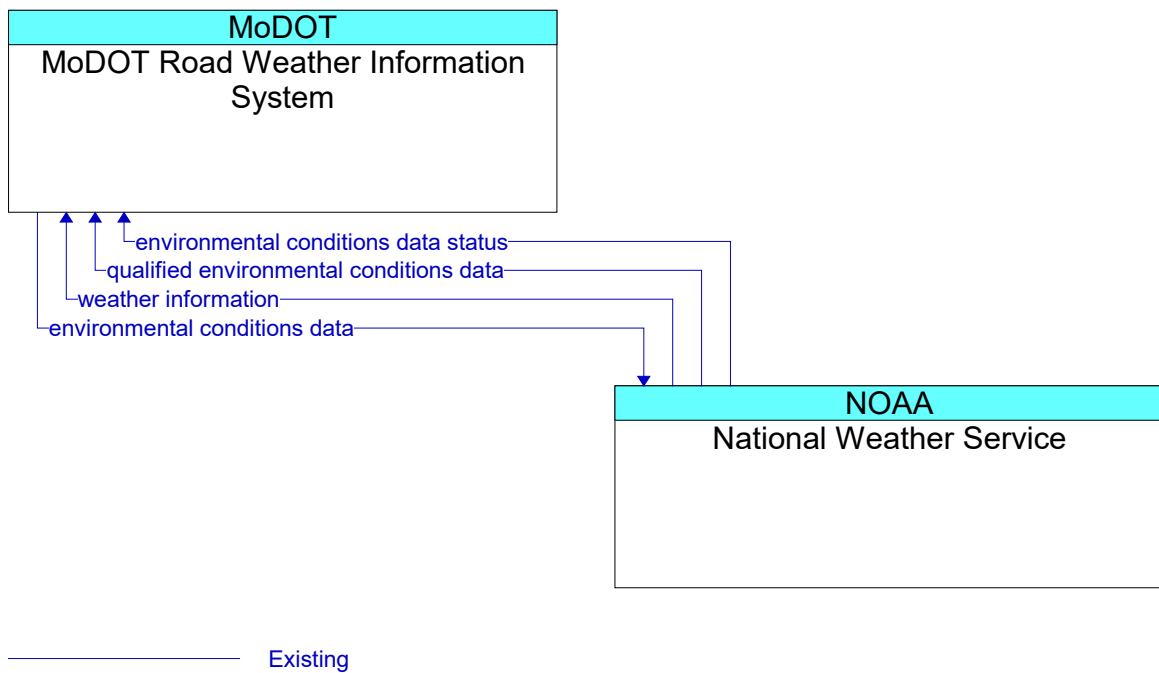 MoDOT
MoDOT Road Weather Information
System
environmental conditions data status
qualified environmental conditions data
weather information
environmental conditions data
NOAA
National Weather Service
Existing